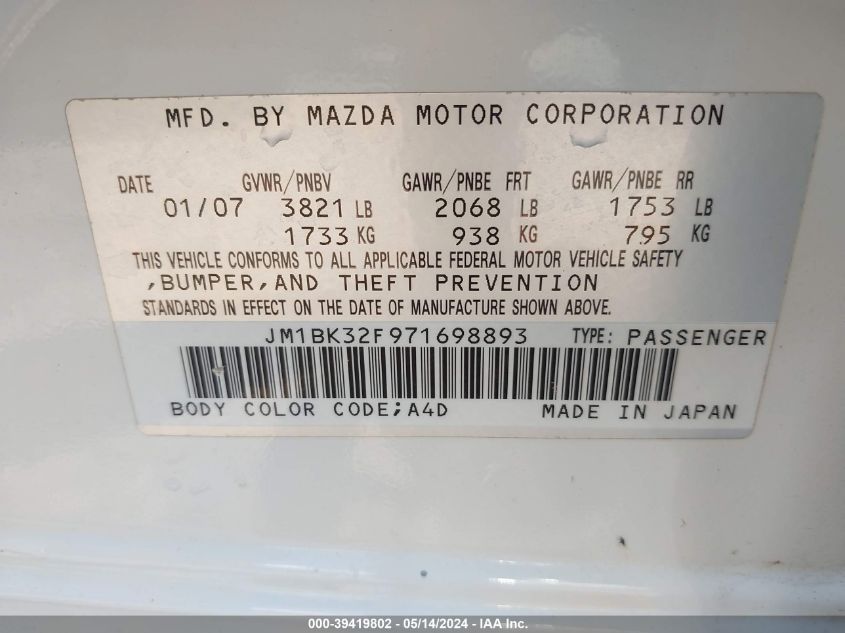 MFD. BY MAZDA MOTOR CORPORATION
DATE GVWR/PNBV GAWR/PNBE FRT GAWR/PNBE RR
01/07 3821 LB 2068 LB 1753 LB
1733 KG 938 KG 795 KG
THIS VEHICLE CONFORMS TO ALL APPLICABLE FEDERAL MOTOR VEHICLE SAFETY
,BUMPER,AND THEFT PREVENTION
STANDARDS IN EFFECT ON THE DATE OF MANUFACTURE SHOWN ABOVE.
JM1BK32F971698893 TYPE: PASSENGER
BODY COLOR CODE;A4D MADE IN JAPAN
000-39419802 - 05/14/2024 - IAA Inc.